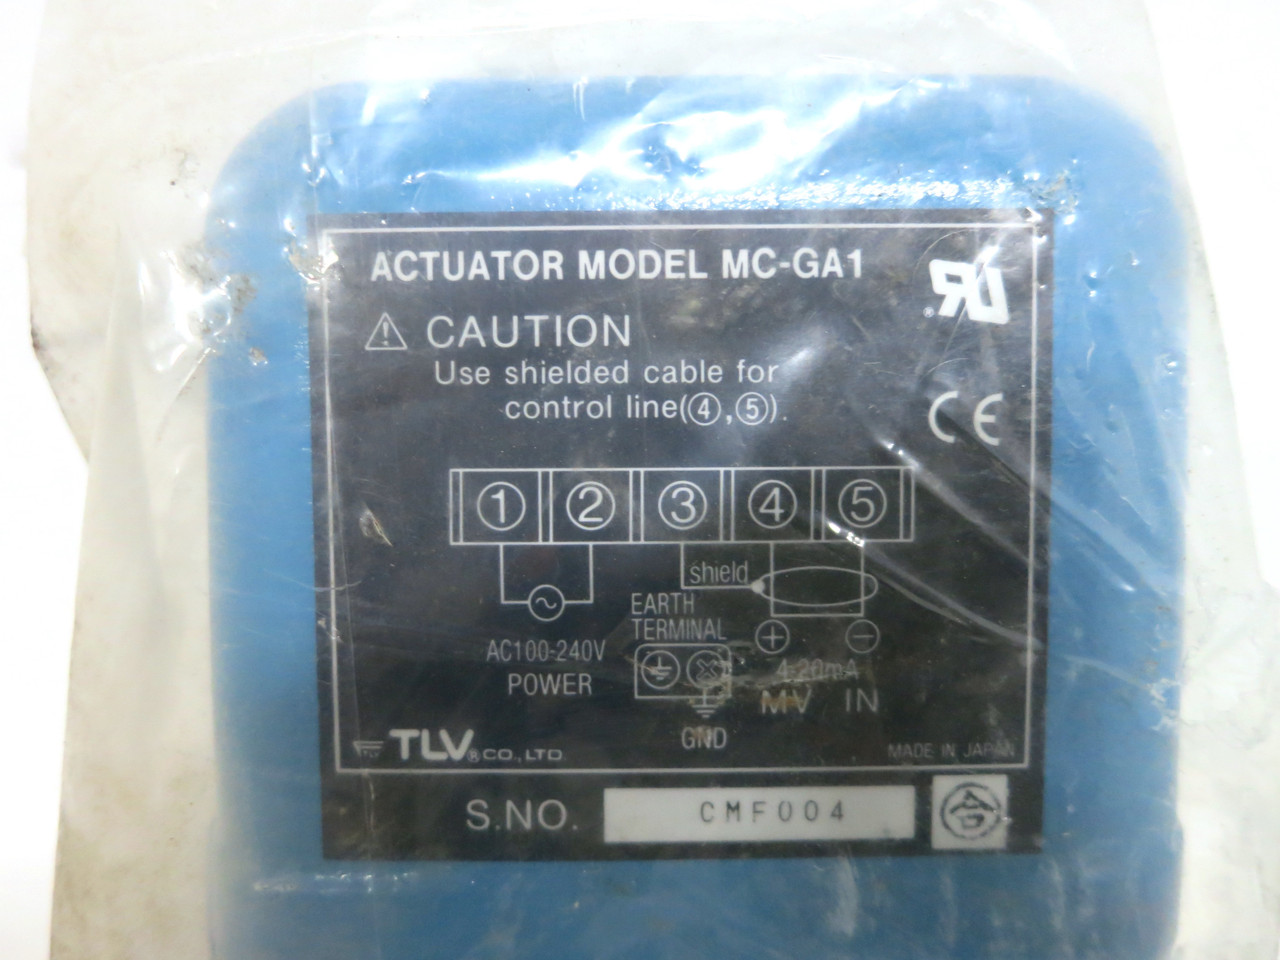 ACTUATOR MODEL MC-GA1
⚠ CAUTION
Use shielded cable for
control line(④,⑤).
CE
① ② ③ ④ ⑤
shield
EARTH
TERMINAL
AC100-240V
POWER
+ −
4-20mA
MV IN
GND
TLV® CO., LTD.
MADE IN JAPAN
S.NO. CMF004